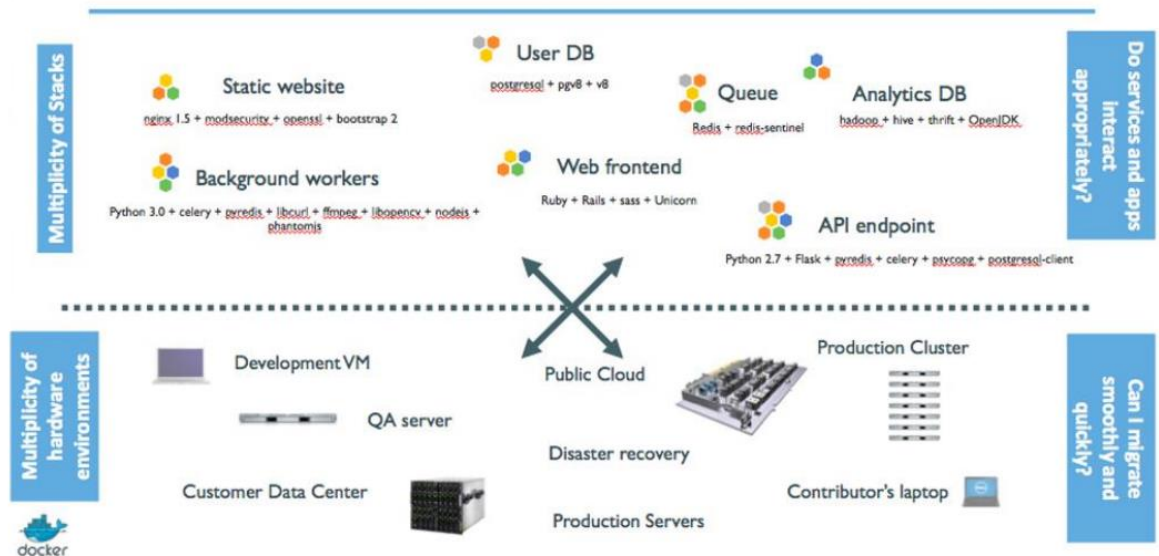 Multiplicity of Stacks
Static website
nginx 1.5 + modsecurity + openssl + bootstrap 2
User DB
postgresql + pgv8 + v8
Queue
Redis + redis-sentinel
Analytics DB
hadoop + hive + thrift + OpenJDK
Background workers
Python 3.0 + celery + pyredis + libcurl + ffmpeg + libopencv + nodejs +
phantomjs
Web frontend
Ruby + Rails + sass + Unicorn
API endpoint
Python 2.7 + Flask + pyredis + celery + psycopg + postgresql-client
Do services and apps
interact
appropriately?
Multiplicity of
hardware
environments
Development VM
QA server
Customer Data Center
Public Cloud
Disaster recovery
Production Servers
Production Cluster
Contributor's laptop
Can I migrate
smoothly and
quickly?
docker